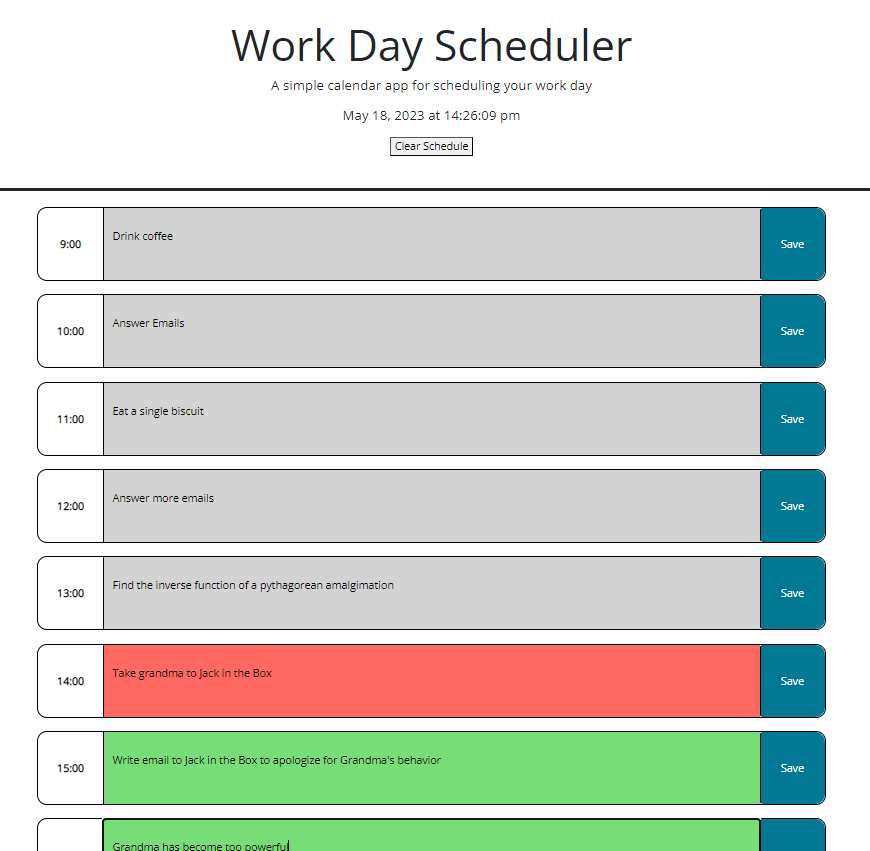 Work Day Scheduler
A simple calendar app for scheduling your work day
May 18, 2023 at 14:26:09 pm
Clear Schedule
9:00 Drink coffee Save
10:00 Answer Emails Save
11:00 Eat a single biscuit Save
12:00 Answer more emails Save
13:00 Find the inverse function of a pythagorean amalgimation Save
14:00 Take grandma to Jack in the Box Save
15:00 Write email to Jack in the Box to apologize for Grandma's behavior Save
Grandma has become too powerful